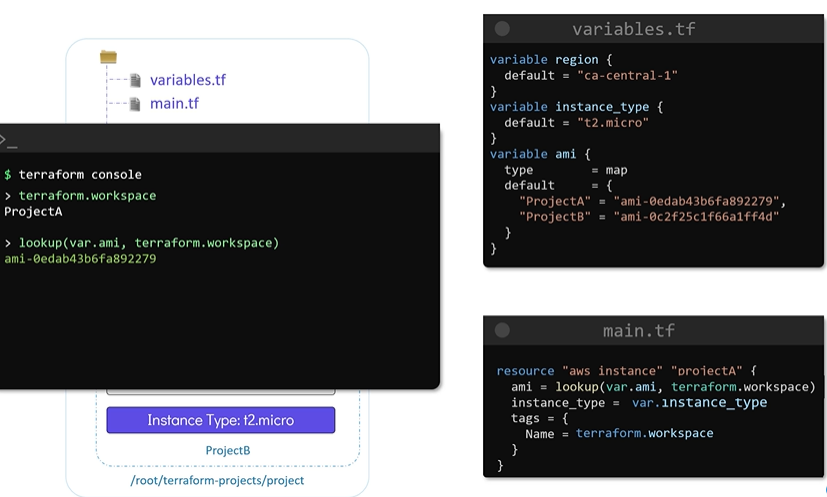 variables.tf
main.tf
>_
$ terraform console
> terraform.workspace
ProjectA
> lookup(var.ami, terraform.workspace)
ami-0edab43b6fa892279
Instance Type: t2.micro
ProjectB
/root/terraform-projects/project
variables.tf
variable region {
default = "ca-central-1"
}
variable instance_type {
default = "t2.micro"
}
variable ami {
type = map
default = {
"ProjectA" = "ami-0edab43b6fa892279",
"ProjectB" = "ami-0c2f25c1f66a1ff4d"
}
}
main.tf
resource "aws_instance" "projectA" {
ami = lookup(var.ami, terraform.workspace)
instance_type = var.instance_type
tags = {
Name = terraform.workspace
}
}